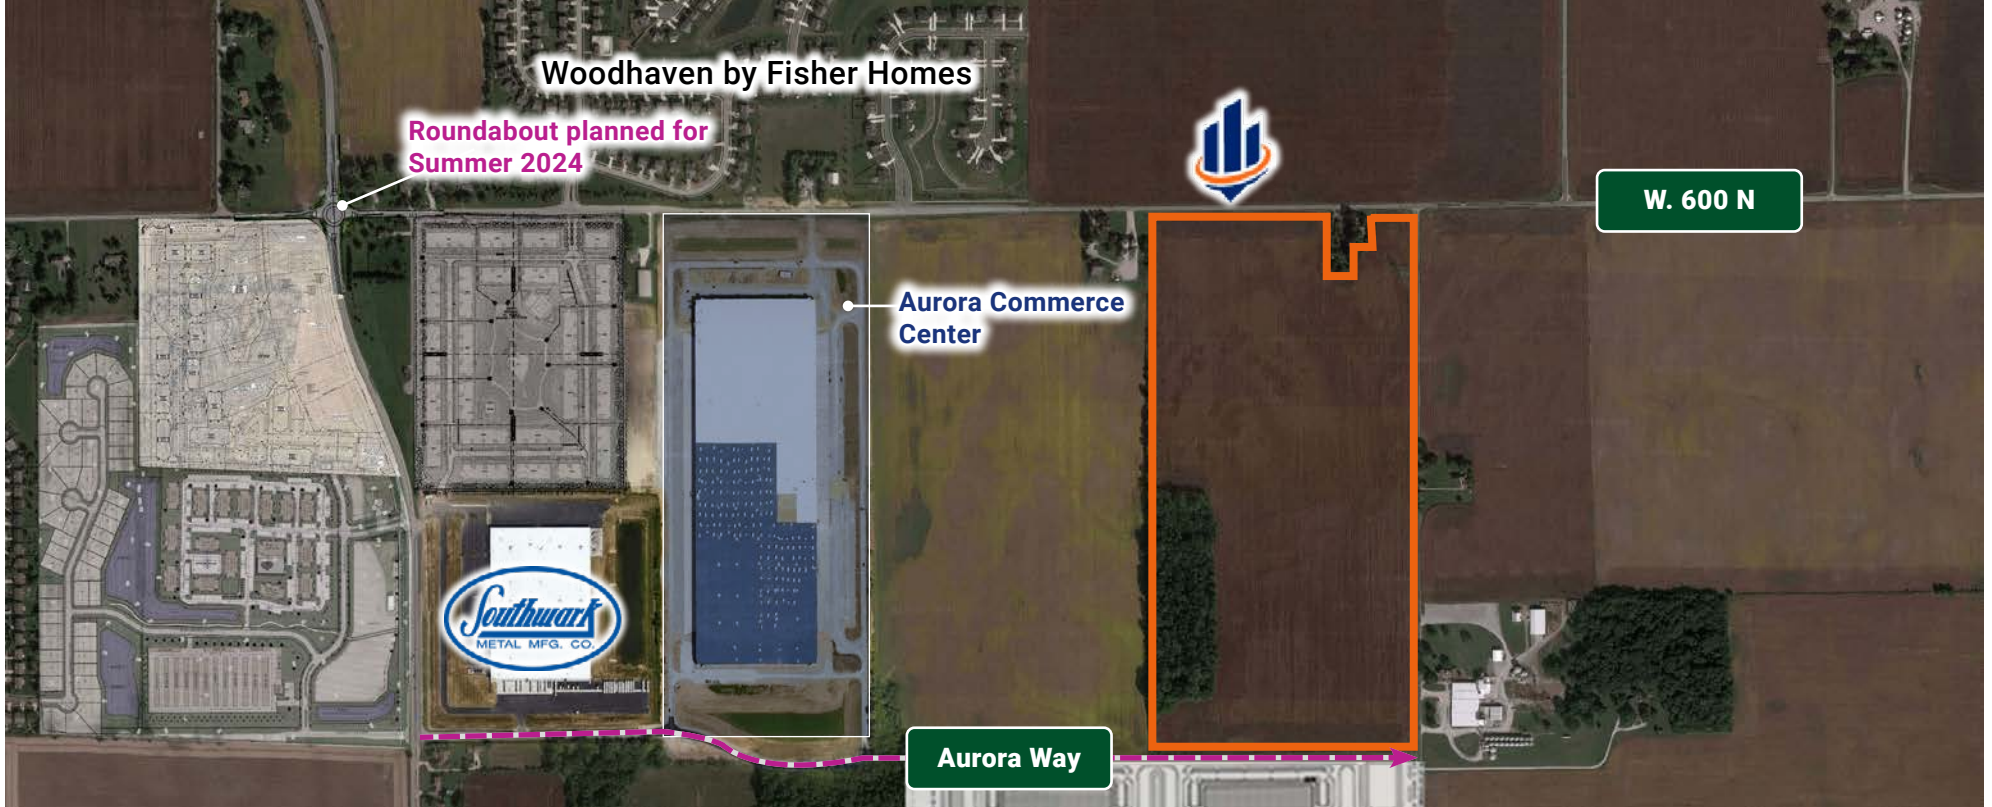 Woodhaven by Fisher Homes
Roundabout planned for
Summer 2024
W. 600 N
Aurora Commerce
Center
Southwark
METAL MFG. CO.
Aurora Way